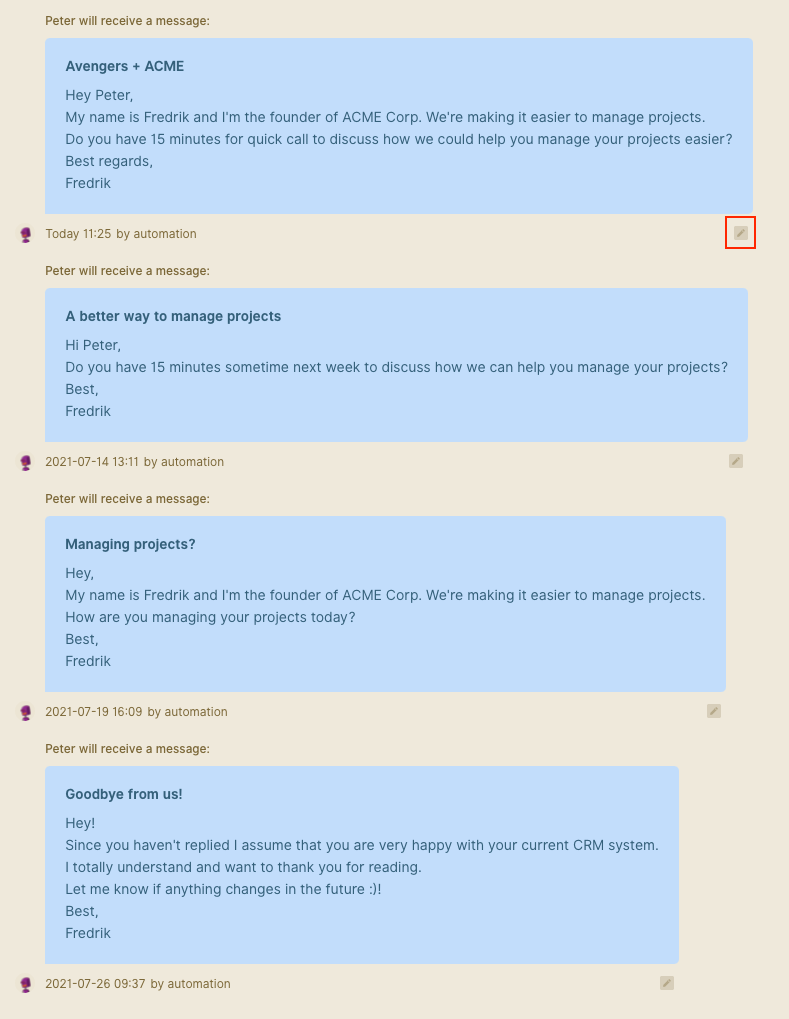 Peter will receive a message:
Avengers + ACME
Hey Peter,
My name is Fredrik and I'm the founder of ACME Corp. We're making it easier to manage projects.
Do you have 15 minutes for quick call to discuss how we could help you manage your projects easier?
Best regards,
Fredrik
Today 11:25 by automation
Peter will receive a message:
A better way to manage projects
Hi Peter,
Do you have 15 minutes sometime next week to discuss how we can help you manage your projects?
Best,
Fredrik
2021-07-14 13:11 by automation
Peter will receive a message:
Managing projects?
Hey,
My name is Fredrik and I'm the founder of ACME Corp. We're making it easier to manage projects.
How are you managing your projects today?
Best,
Fredrik
2021-07-19 16:09 by automation
Peter will receive a message:
Goodbye from us!
Hey!
Since you haven't replied I assume that you are very happy with your current CRM system.
I totally understand and want to thank you for reading.
Let me know if anything changes in the future :)!
Best,
Fredrik
2021-07-26 09:37 by automation